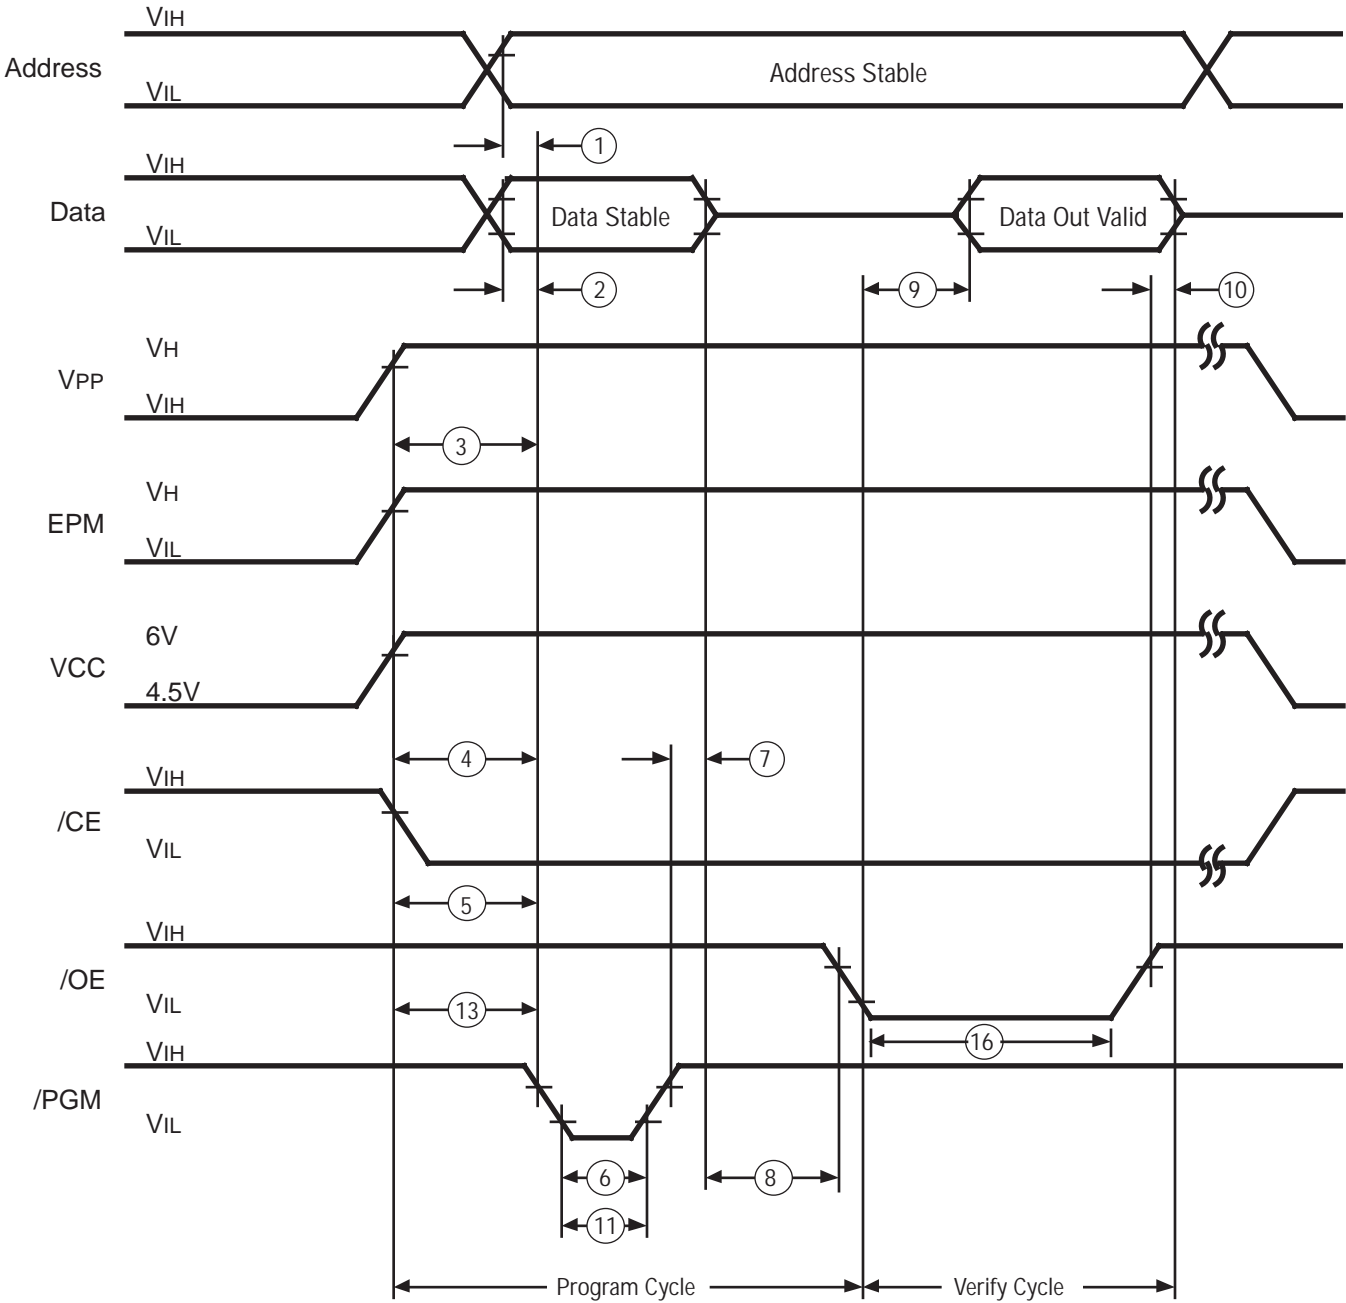 VIH
Address
Address Stable
VIL
1
VIH
Data
Data Stable
Data Out Valid
VIL
2
9
10
VH
VPP
VIH
3
VH
EPM
VIL
6V
VCC
4.5V
4
7
VIH
/CE
VIL
5
VIH
/OE
VIL
13
16
VIH
/PGM
VIL
6
8
11
Program Cycle
Verify Cycle